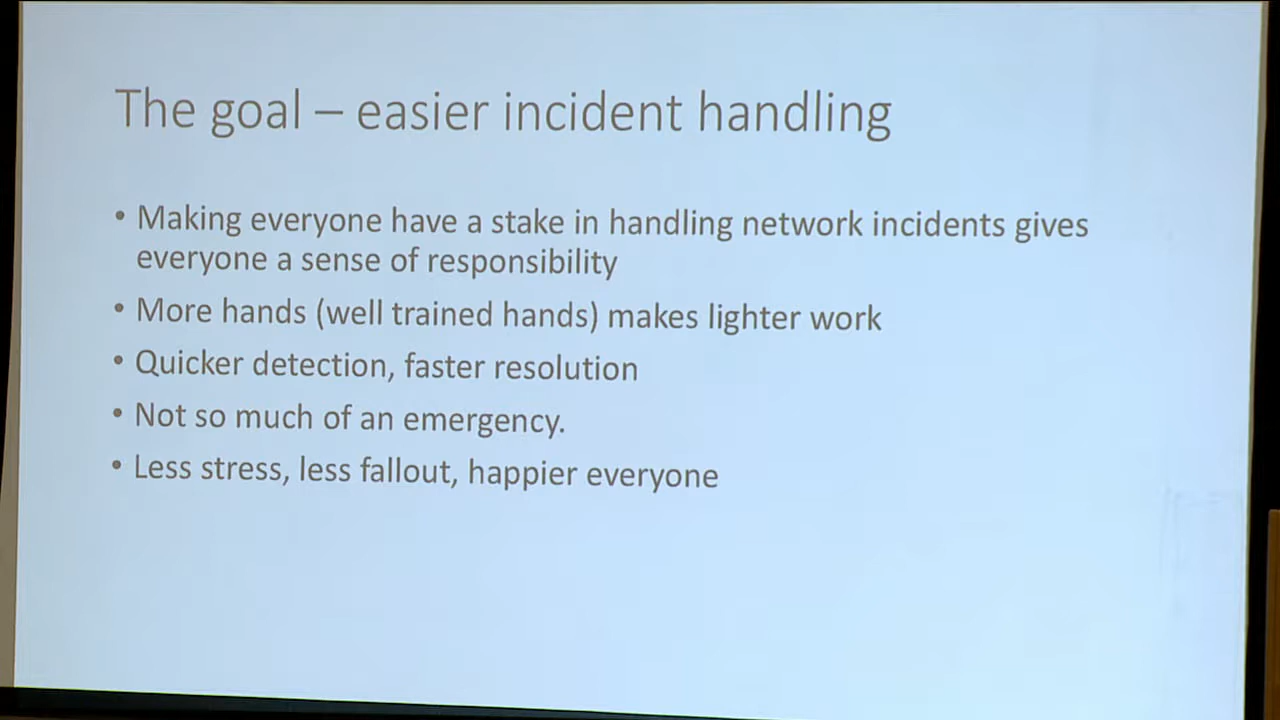 The goal – easier incident handling
• Making everyone have a stake in handling network incidents gives
everyone a sense of responsibility
• More hands (well trained hands) makes lighter work
• Quicker detection, faster resolution
• Not so much of an emergency.
• Less stress, less fallout, happier everyone